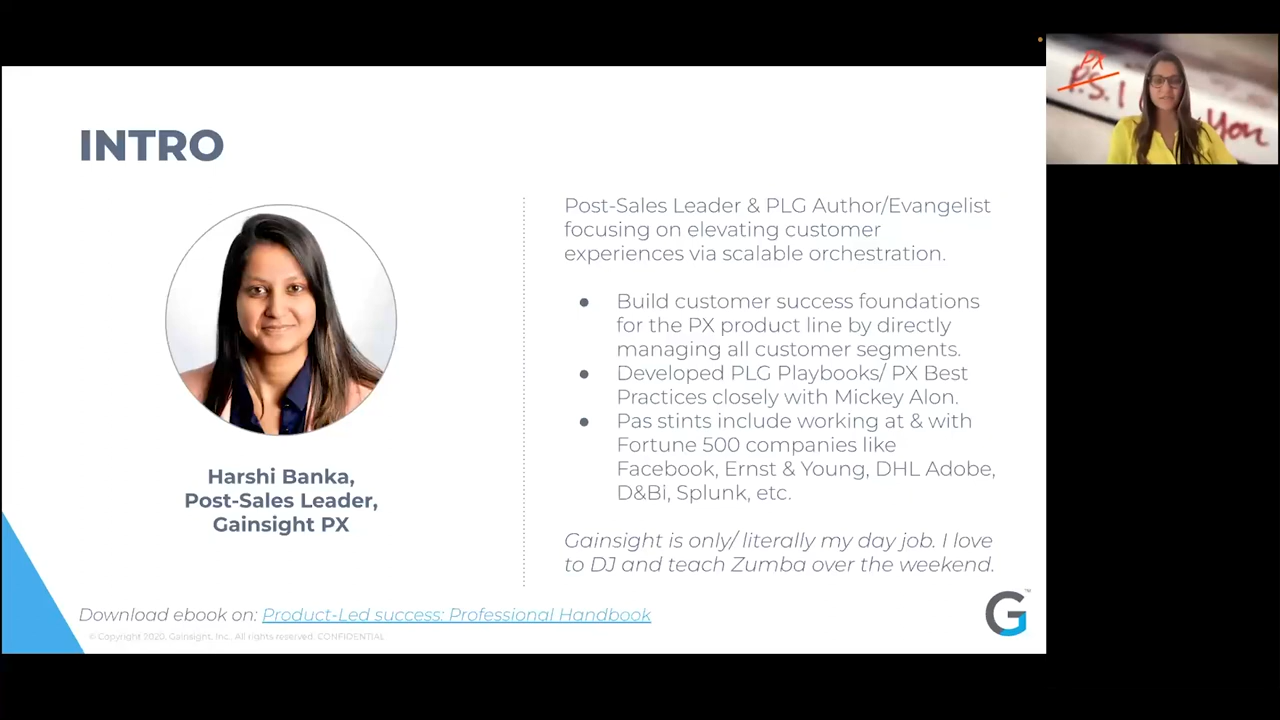 INTRO
Harshi Banka,
Post-Sales Leader,
Gainsight PX
Post-Sales Leader & PLG Author/Evangelist
focusing on elevating customer
experiences via scalable orchestration.
● Build customer success foundations
for the PX product line by directly
managing all customer segments.
● Developed PLG Playbooks/ PX Best
Practices closely with Mickey Alon.
● Pas stints include working at & with
Fortune 500 companies like
Facebook, Ernst & Young, DHL Adobe,
D&Bi, Splunk, etc.
Gainsight is only/ literally my day job. I love
to DJ and teach Zumba over the weekend.
Download ebook on: Product-Led success: Professional Handbook
© Copyright 2020. Gainsight, Inc. All rights reserved. CONFIDENTIAL
G
PX
P.S. I
You